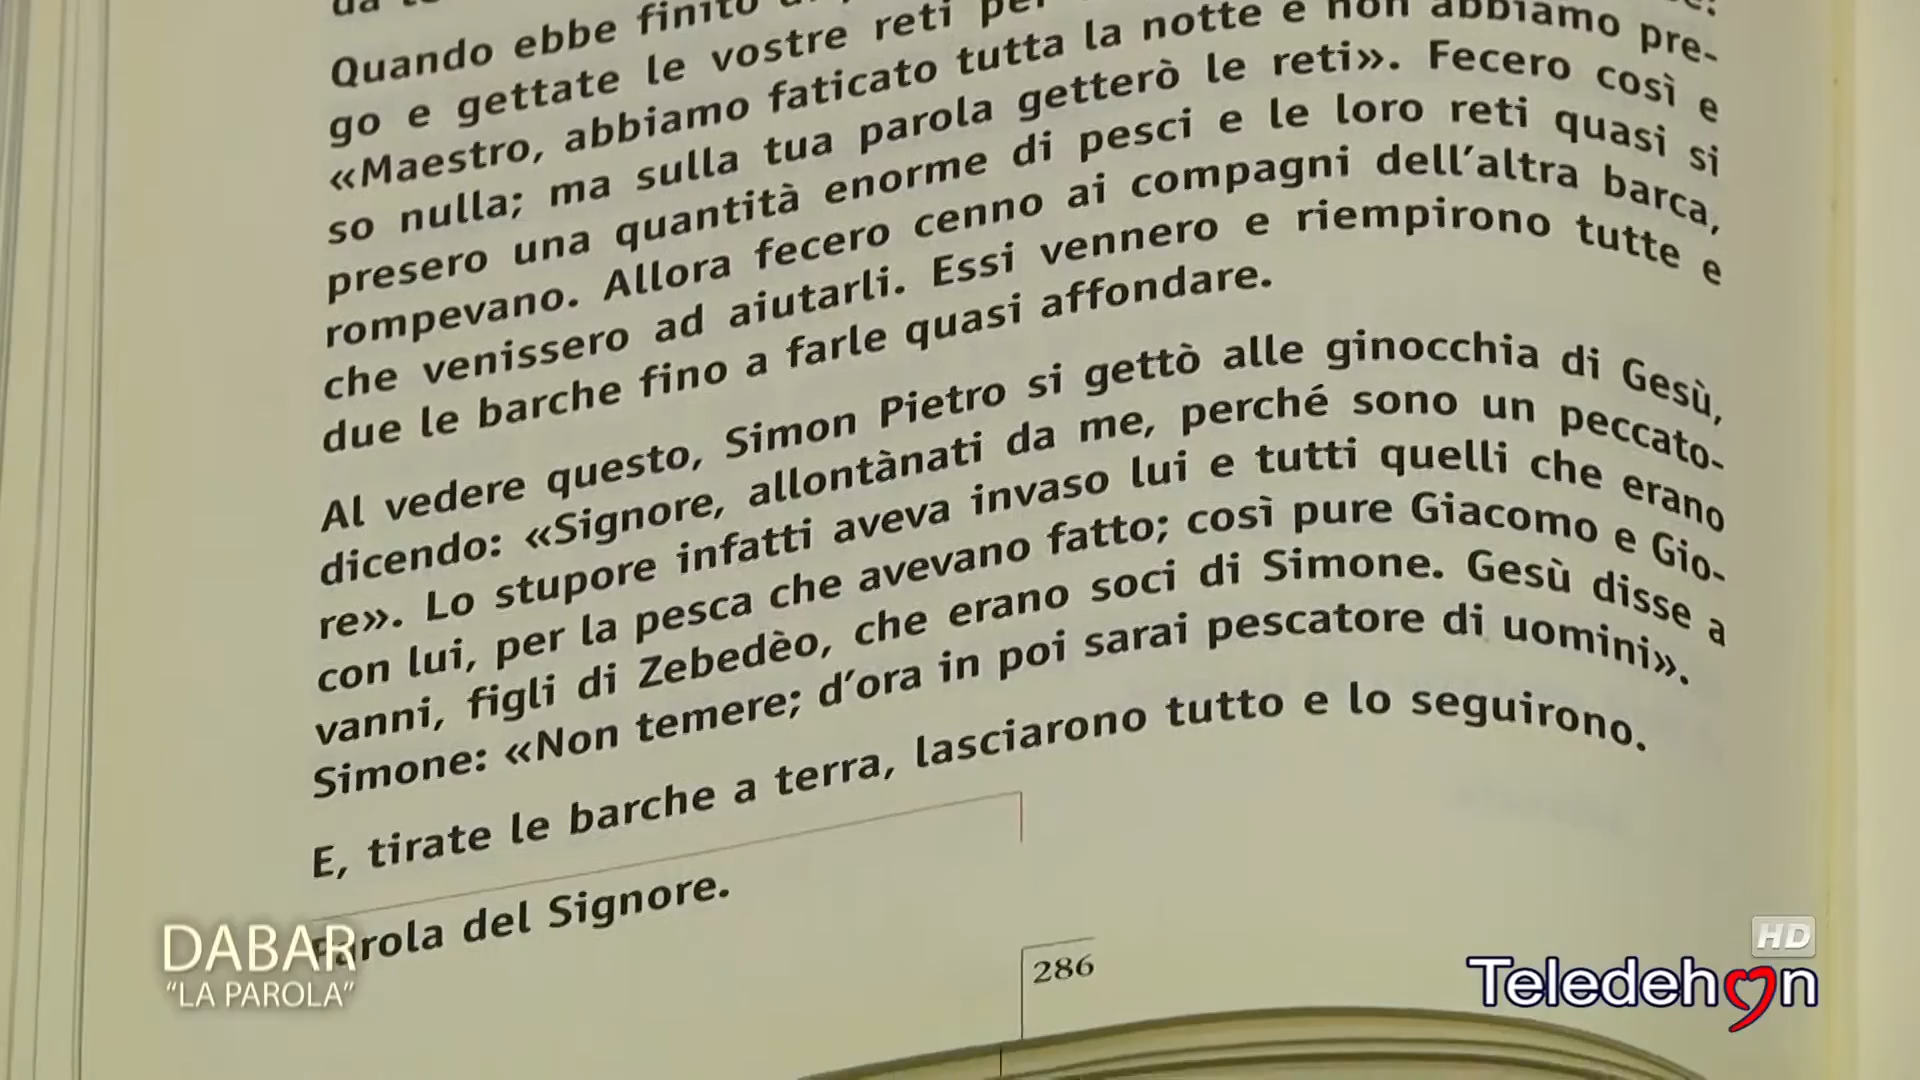 Quando ebbe finito
go e gettate le vostre reti
«Maestro, abbiamo faticato tutta la notte e non abbiamo pre-
so nulla; ma sulla tua parola getterò le reti». Fecero così e
presero una quantità enorme di pesci e le loro reti quasi si
rompevano. Allora fecero cenno ai compagni dell'altra barca,
che venissero ad aiutarli. Essi vennero e riempirono tutte e
due le barche fino a farle quasi affondare.
Al vedere questo, Simon Pietro si gettò alle ginocchia di Gesù,
dicendo: «Signore, allontànati da me, perché sono un peccato-
re». Lo stupore infatti aveva invaso lui e tutti quelli che erano
con lui, per la pesca che avevano fatto; così pure Giacomo e Gio-
vanni, figli di Zebedèo, che erano soci di Simone. Gesù disse a
Simone: «Non temere; d'ora in poi sarai pescatore di uomini».
E, tirate le barche a terra, lasciarono tutto e lo seguirono.
Parola del Signore.
286
DABAR
“LA PAROLA”
HD
Teledehon